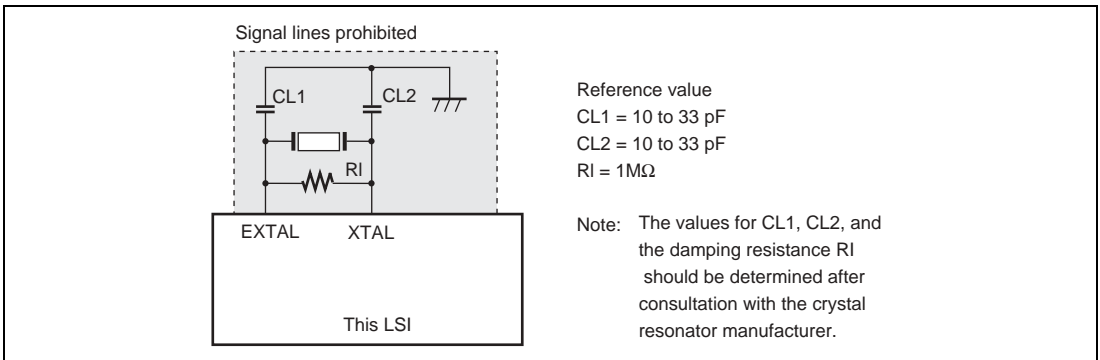 Signal lines prohibited
CL1
CL2
RI
EXTAL
XTAL
This LSI
Reference value
CL1 = 10 to 33 pF
CL2 = 10 to 33 pF
RI = 1MΩ
Note: The values for CL1, CL2, and
the damping resistance RI
should be determined after
consultation with the crystal
resonator manufacturer.